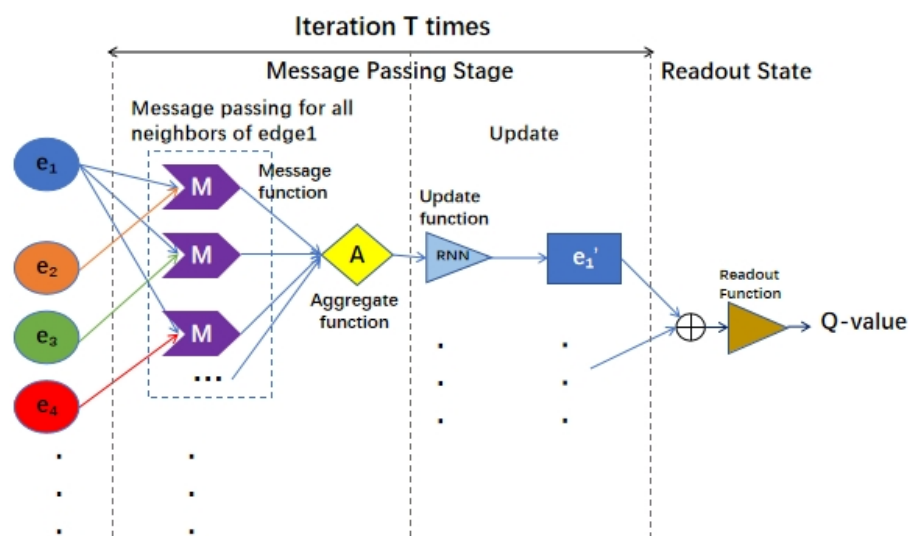 Iteration T times
Message Passing Stage
Readout State
Message passing for all
neighbors of edge1
Update
e₁
M
Message
function
Update
function
e₂
M
A
RNN
e₁'
Readout
Function
Aggregate
function
e₃
M
Q-value
...
e₄